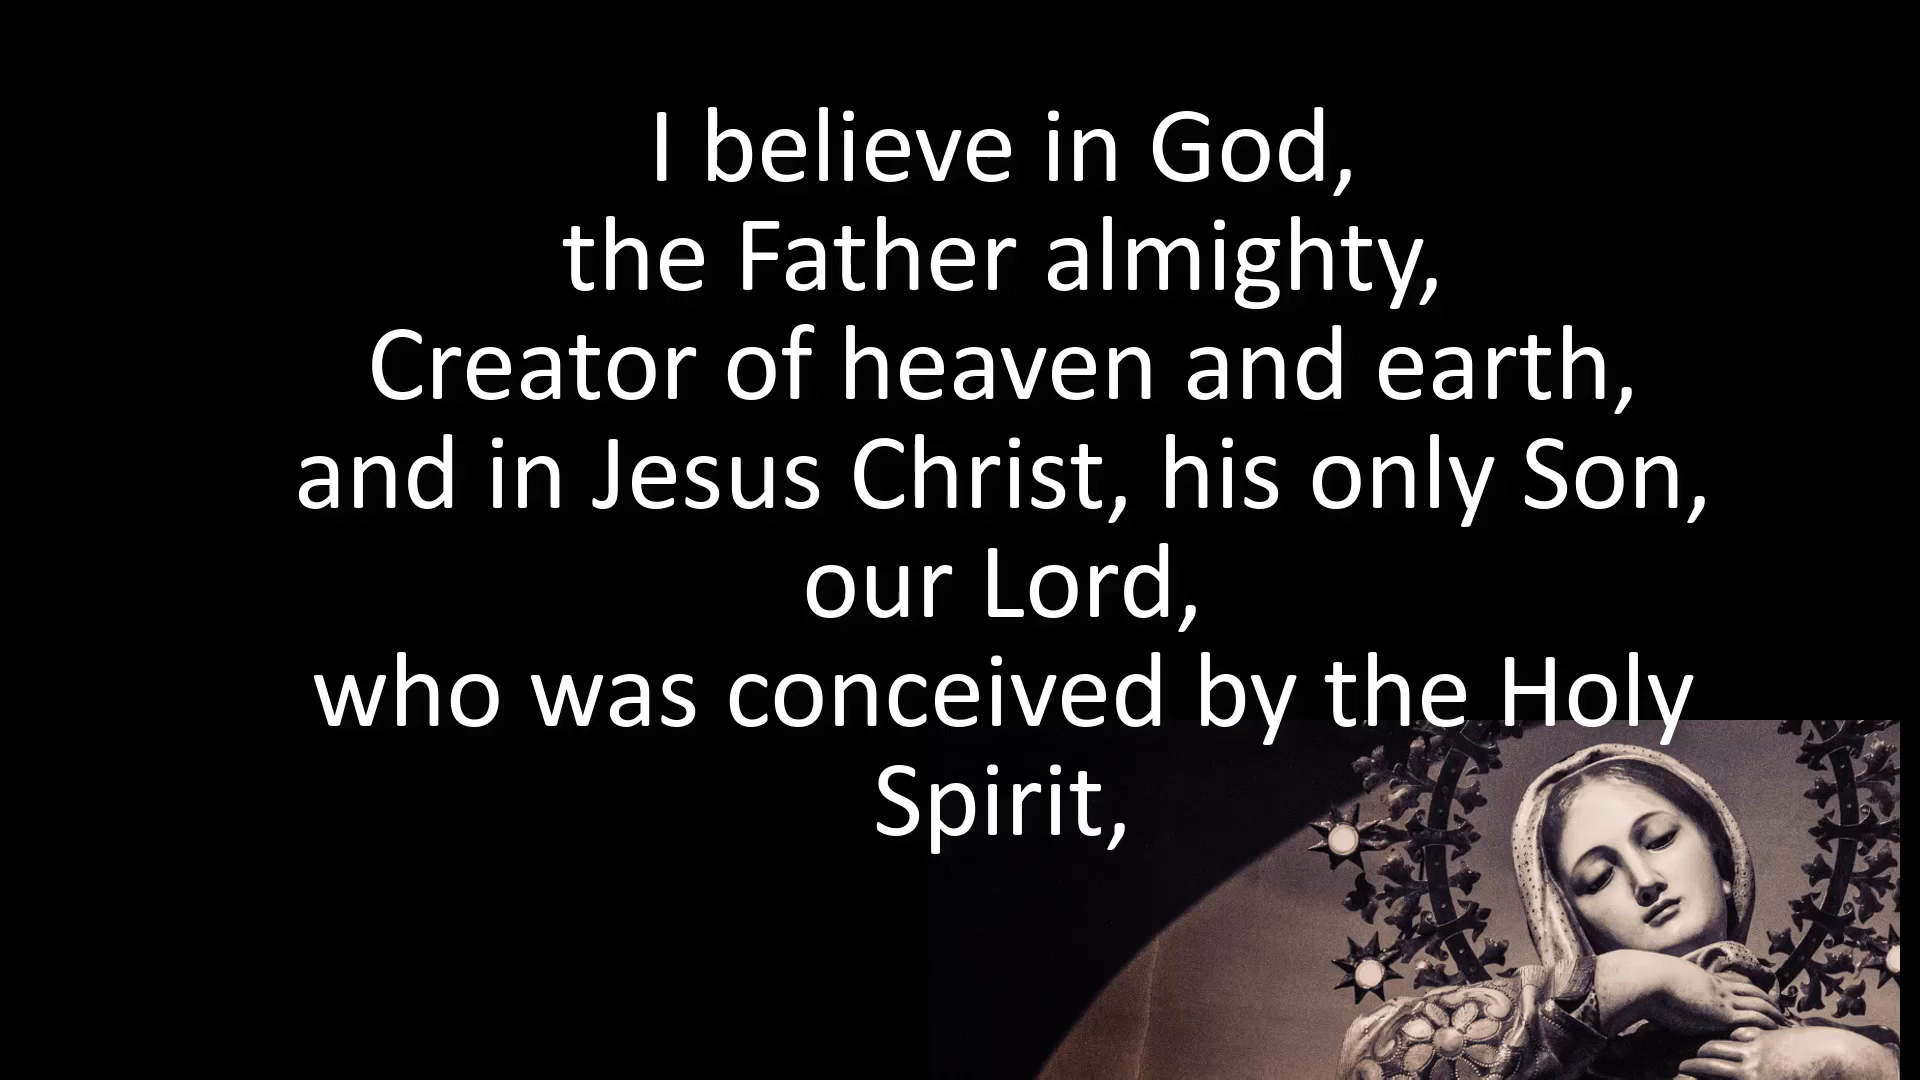 I believe in God,
the Father almighty,
Creator of heaven and earth,
and in Jesus Christ, his only Son,
our Lord,
who was conceived by the Holy
Spirit,